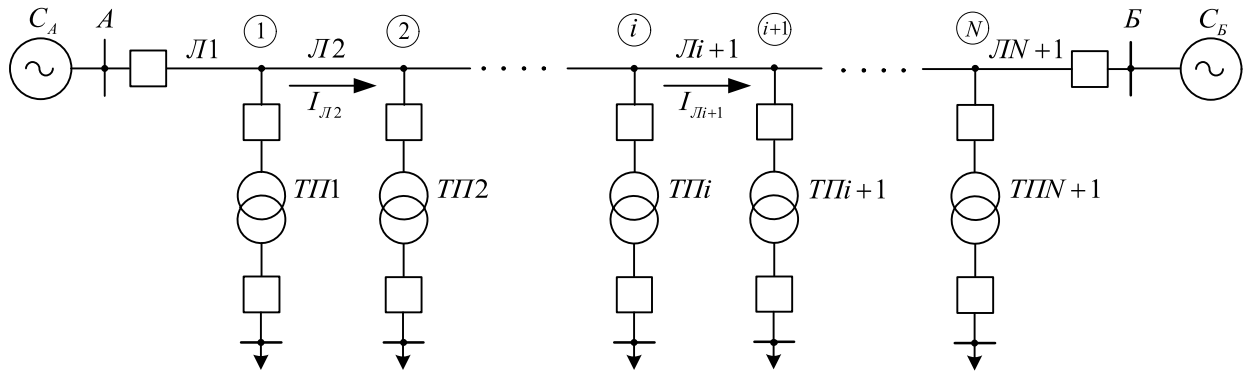 C_A A Л1 1 Л2 2 i Лi+1 i+1 N ЛN+1 Б C_Б
I_Л2 I_Лi+1
ТП1 ТП2 ТПi ТПi+1 ТПN+1